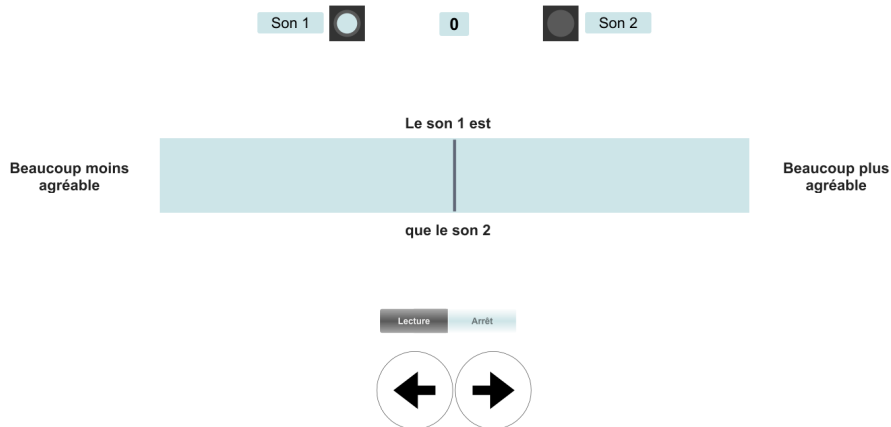 Son 1
0
Son 2
Le son 1 est
Beaucoup moins
agréable
Beaucoup plus
agréable
que le son 2
Lecture
Arrêt